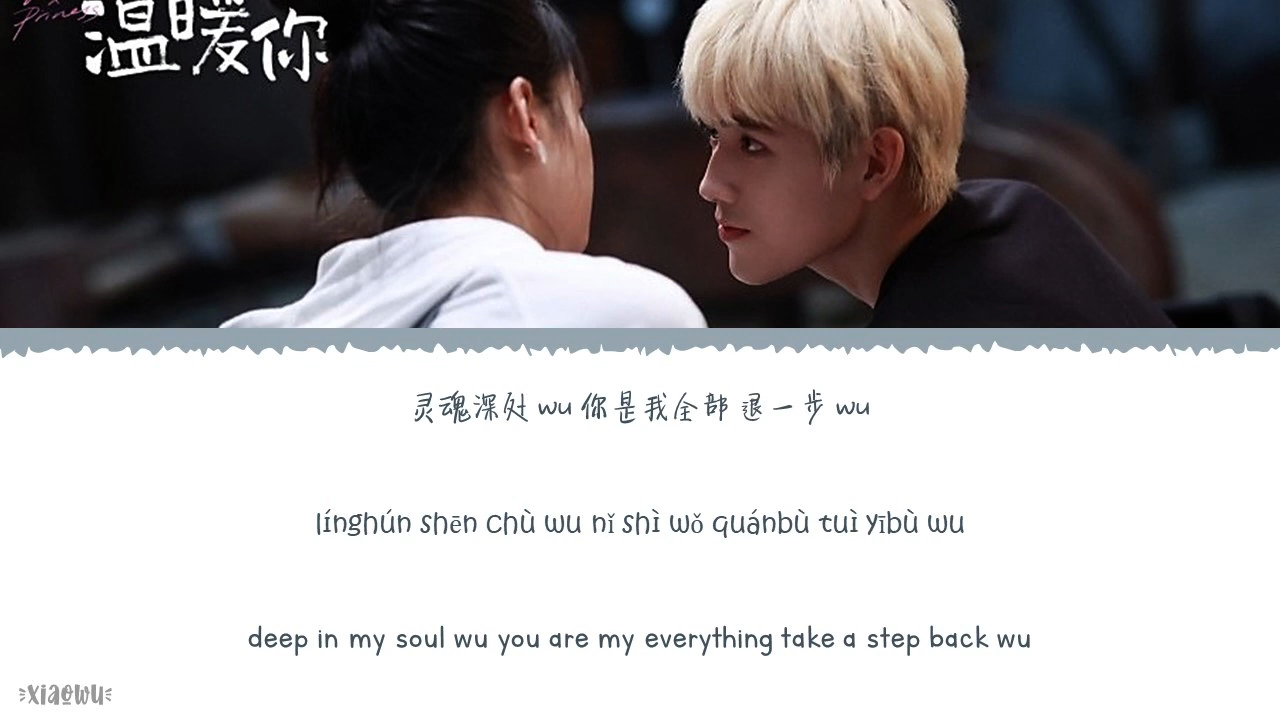 Princess
温暖你
灵魂深处 wu 你是我全部 退一步 wu
línghún shēn chù wu nǐ shì wǒ quánbù tuì yībù wu
deep in my soul wu you are my everything take a step back wu
xiaowu